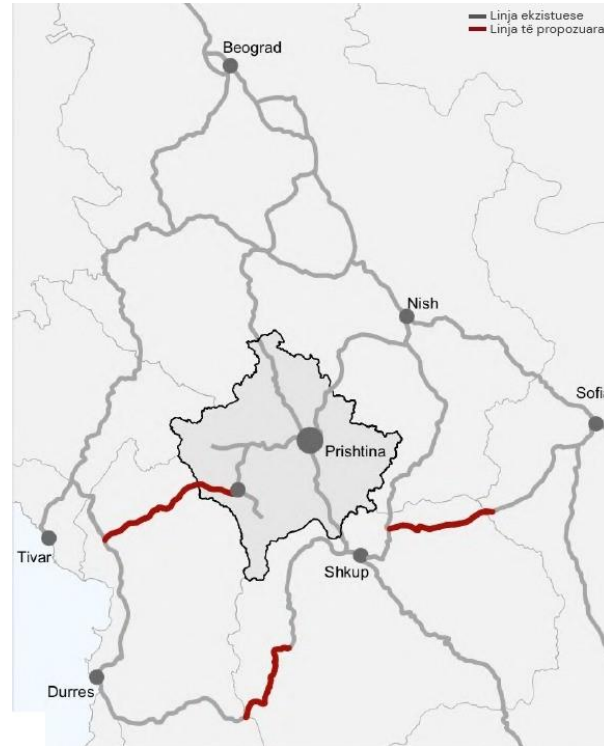 Linja ekzistuese
Linja të propozuara
Beograd
Nish
Sofia
Prishtina
Tivar
Shkup
Durres